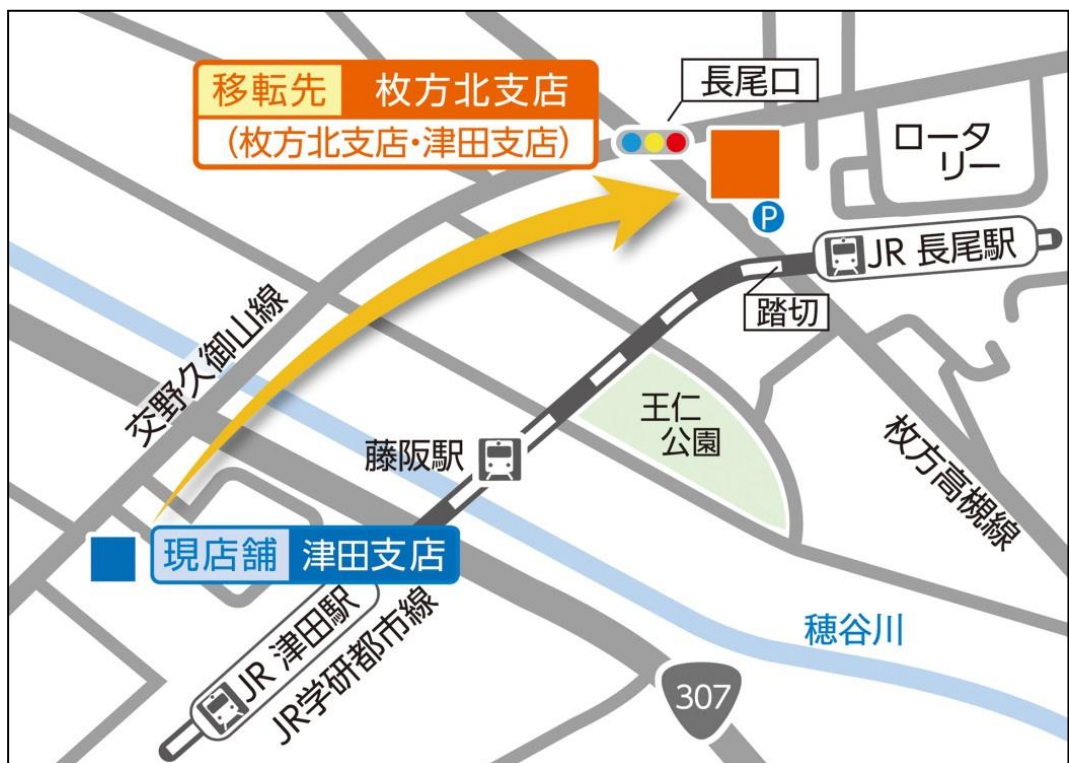 移転先 枚方北支店
(枚方北支店・津田支店)
長尾口
ロータ
リー
P
JR 長尾駅
踏切
交野久御山線
王仁
公園
藤阪駅
枚方高槻線
現店舗 津田支店
穂谷川
JR 津田駅
JR学研都市線
307